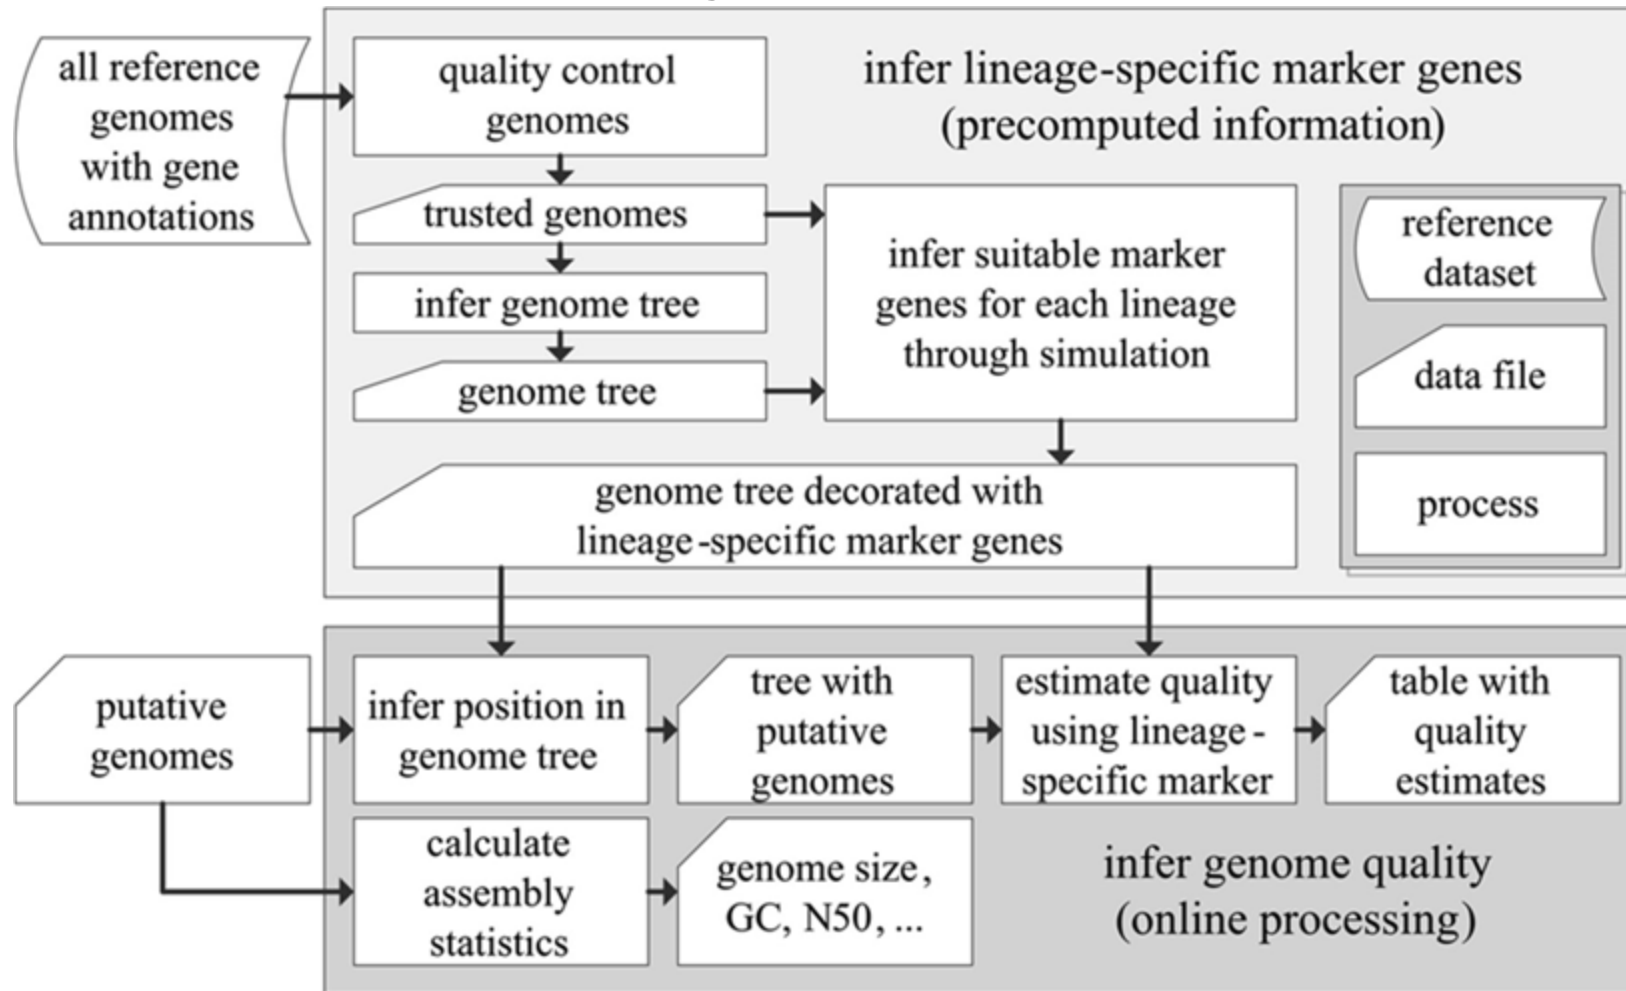 all reference
genomes
with gene
annotations
quality control
genomes
infer lineage-specific marker genes
(precomputed information)
trusted genomes
infer genome tree
genome tree
infer suitable marker
genes for each lineage
through simulation
reference
dataset
data file
process
genome tree decorated with
lineage-specific marker genes
putative
genomes
infer position in
genome tree
tree with
putative
genomes
estimate quality
using lineage-
specific marker
table with
quality
estimates
calculate
assembly
statistics
genome size,
GC, N50, ...
infer genome quality
(online processing)